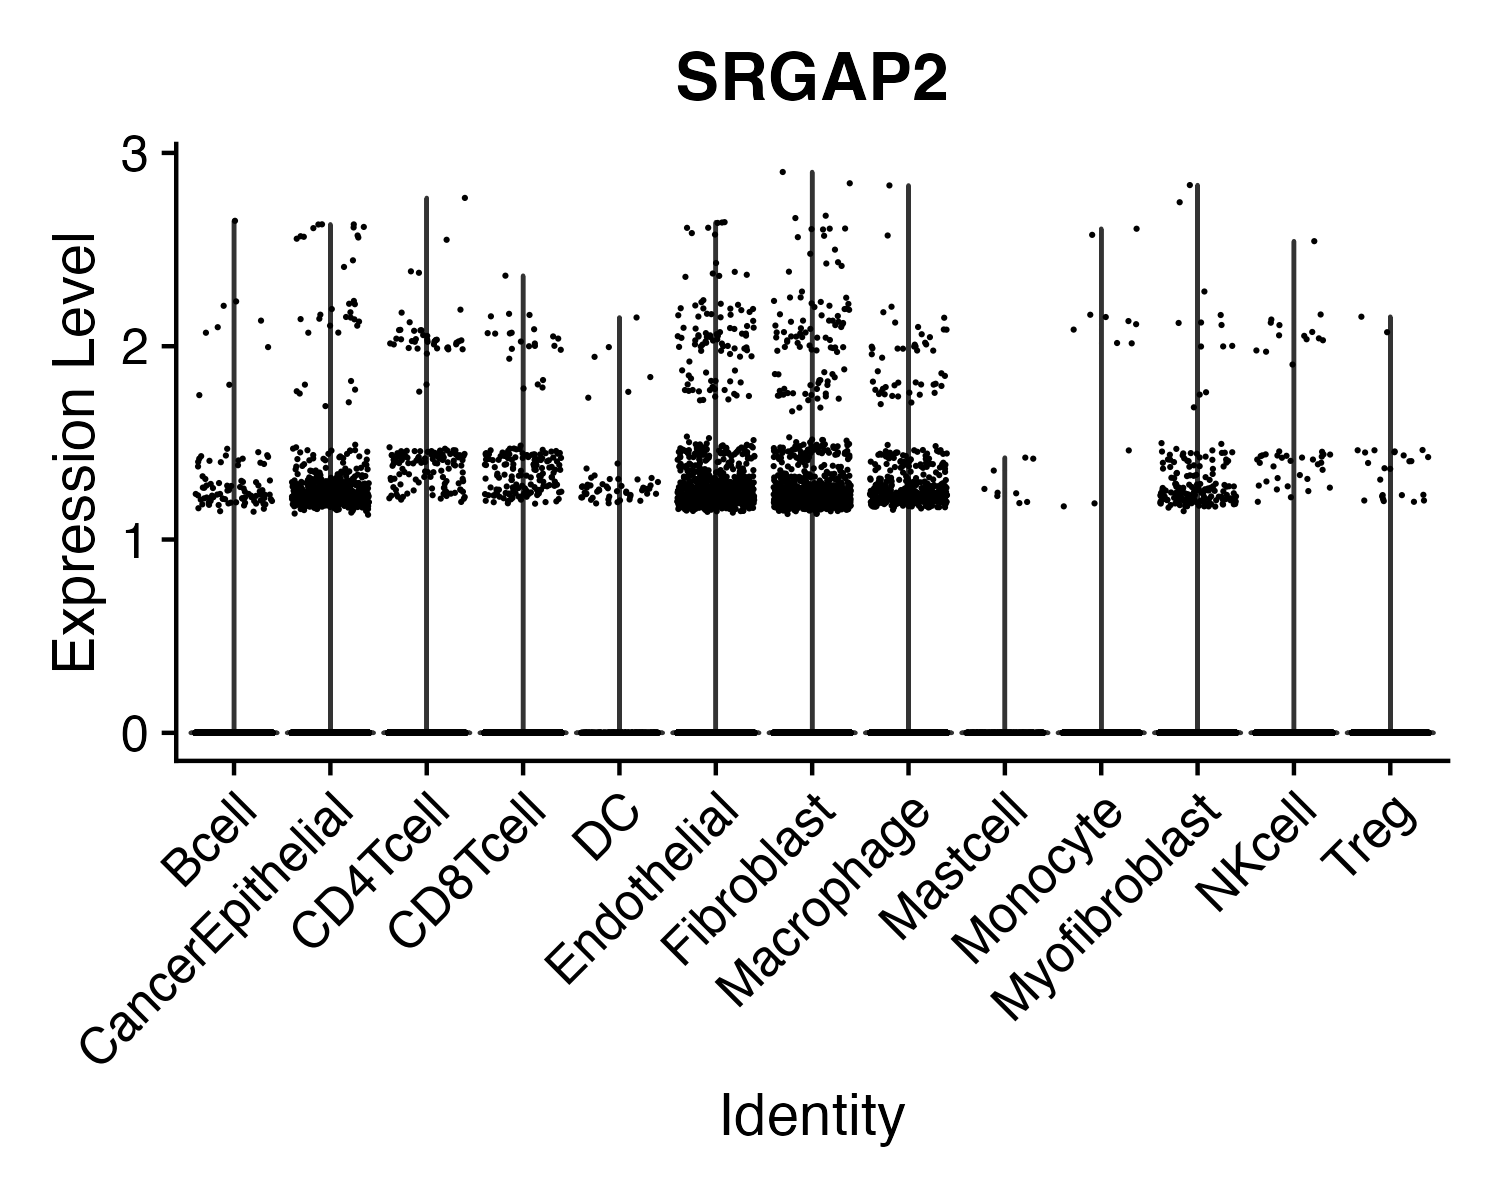 SRGAP2
Expression Level
3
2
1
0
Bcell
CancerEpithelial
CD4Tcell
CD8Tcell
DC
Endothelial
Fibroblast
Macrophage
Mastcell
Monocyte
Myofibroblast
NKcell
Treg
Identity